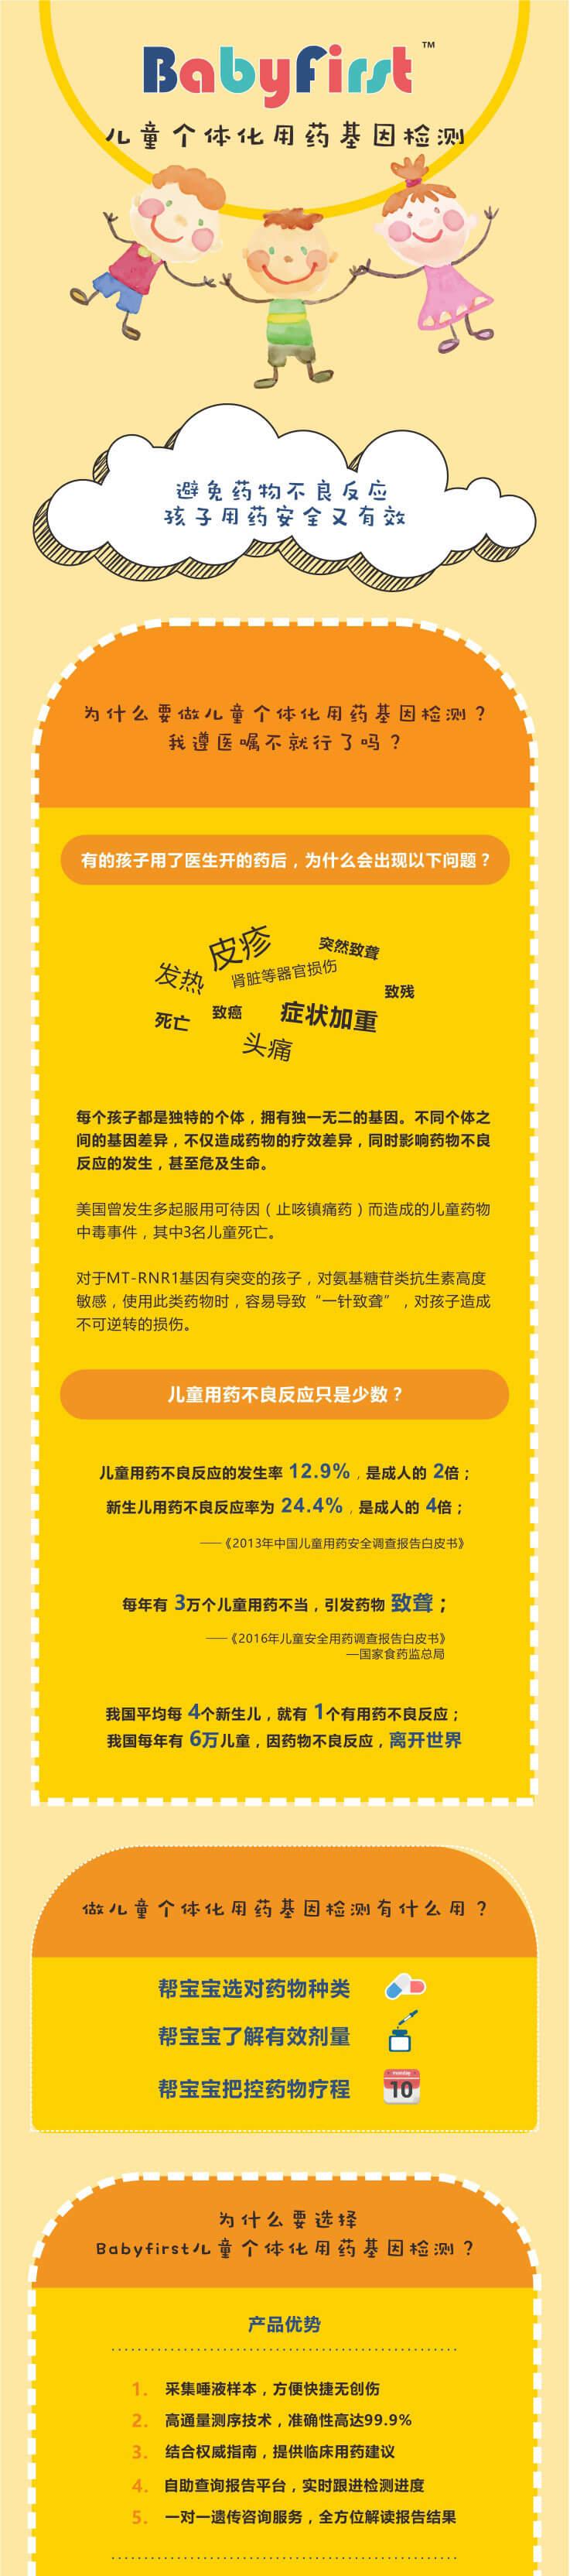 Babyfirst TM
儿童个体化用药基因检测
避免药物不良反应
孩子用药安全又有效
为什么要做儿童个体化用药基因检测？
我遵医嘱不就行了吗？
有的孩子用了医生开的药后，为什么会出现以下问题？
皮疹
突然致聋
发热
肾脏等器官损伤
致残
死亡
致癌
症状加重
头痛
每个孩子都是独特的个体，拥有独一无二的基因。不同个体之
间的基因差异，不仅造成药物的疗效差异，同时影响药物不良
反应的发生，甚至危及生命。
美国曾发生多起服用可待因（止咳镇痛药）而造成的儿童药物
中毒事件，其中3名儿童死亡。
对于MT-RNR1基因有突变的孩子，对氨基糖苷类抗生素高度
敏感，使用此类药物时，容易导致“一针致聋”，对孩子造成
不可逆转的损伤。
儿童用药不良反应只是少数？
儿童用药不良反应的发生率 12.9%，是成人的 2倍；
新生儿用药不良反应率为 24.4%，是成人的 4倍；
——《2013年中国儿童用药安全调查报告白皮书》
每年有 3万个儿童用药不当，引发药物 致聋；
——《2016年儿童安全用药调查报告白皮书》
—国家食药监总局
我国平均每 4个新生儿，就有 1个有用药不良反应；
我国每年有 6万儿童，因药物不良反应，离开世界
做儿童个体化用药基因检测有什么用？
帮宝宝选对药物种类
帮宝宝了解有效剂量
帮宝宝把控药物疗程
10
为什么要选择
Babyfirst儿童个体化用药基因检测？
产品优势
1. 采集唾液样本，方便快捷无创伤
2. 高通量测序技术，准确性高达99.9%
3. 结合权威指南，提供临床用药建议
4. 自助查询报告平台，实时跟进检测进度
5. 一对一遗传咨询服务，全方位解读报告结果